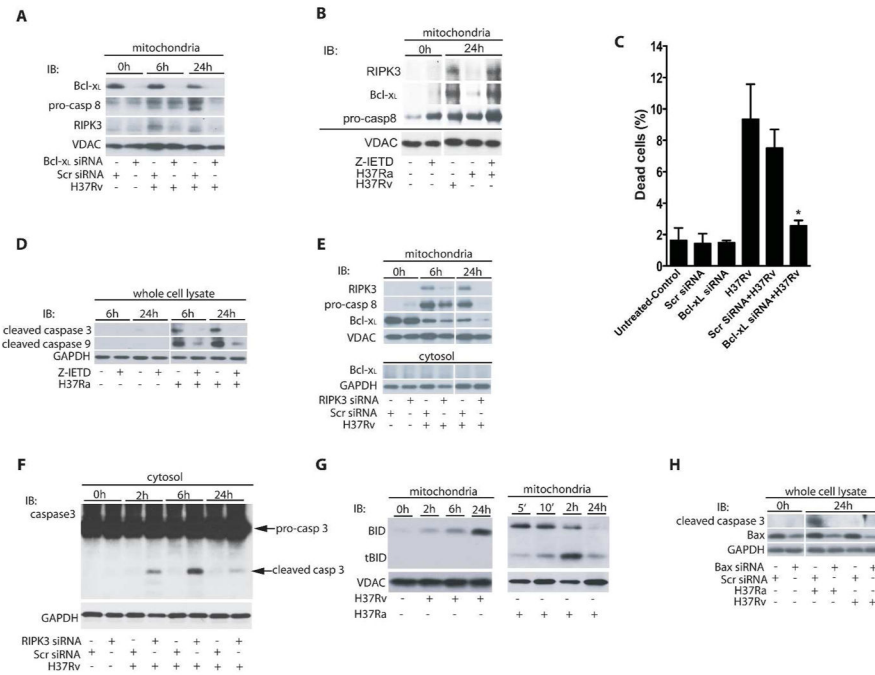 A
mitochondria
IB: 0h 6h 24h
Bcl-xL
pro-casp 8
RIPK3
VDAC
Bcl-xL siRNA - + - + - +
Scr siRNA + - + - + -
H37Rv - - + + + +
B
mitochondria
IB: 0h 24h
RIPK3
Bcl-xL
pro-casp8
VDAC
Z-IETD - + - - +
H37Ra - - - + +
H37Rv - - + - -
C
Dead cells (%)
14
12
10
8
6
4
2
0
*
Untreated-Control
Scr siRNA
Bcl-xL siRNA
H37Rv
Scr SiRNA+H37Rv
Bcl-xL siRNA+H37Rv
D
whole cell lysate
IB: 6h 24h 6h 24h
cleaved caspase 3
cleaved caspase 9
GAPDH
Z-IETD - + - + - + - +
H37Ra - - - - + + + +
E
mitochondria
IB: 0h 6h 24h
RIPK3
pro-casp 8
Bcl-xL
VDAC
cytosol
Bcl-xL
GAPDH
RIPK3 siRNA - + - + - +
Scr siRNA + - + - + -
H37Rv - - + + + +
F
cytosol
IB: 0h 2h 6h 24h
caspase3
pro-casp 3
cleaved casp 3
GAPDH
RIPK3 siRNA - + - + - + - +
Scr siRNA + - + - + - + -
H37Rv - - + + + + + +
G
mitochondria mitochondria
IB: 0h 2h 6h 24h 5' 10' 2h 24h
BID
tBID
VDAC
H37Rv - + + + - - - -
H37Ra - - - - + + + +
H
whole cell lysate
IB: 0h 24h
cleaved caspase 3
Bax
GAPDH
Bax siRNA - + - + - +
Scr siRNA + - + - + -
H37Ra - - + + - -
H37Rv - - - - + +